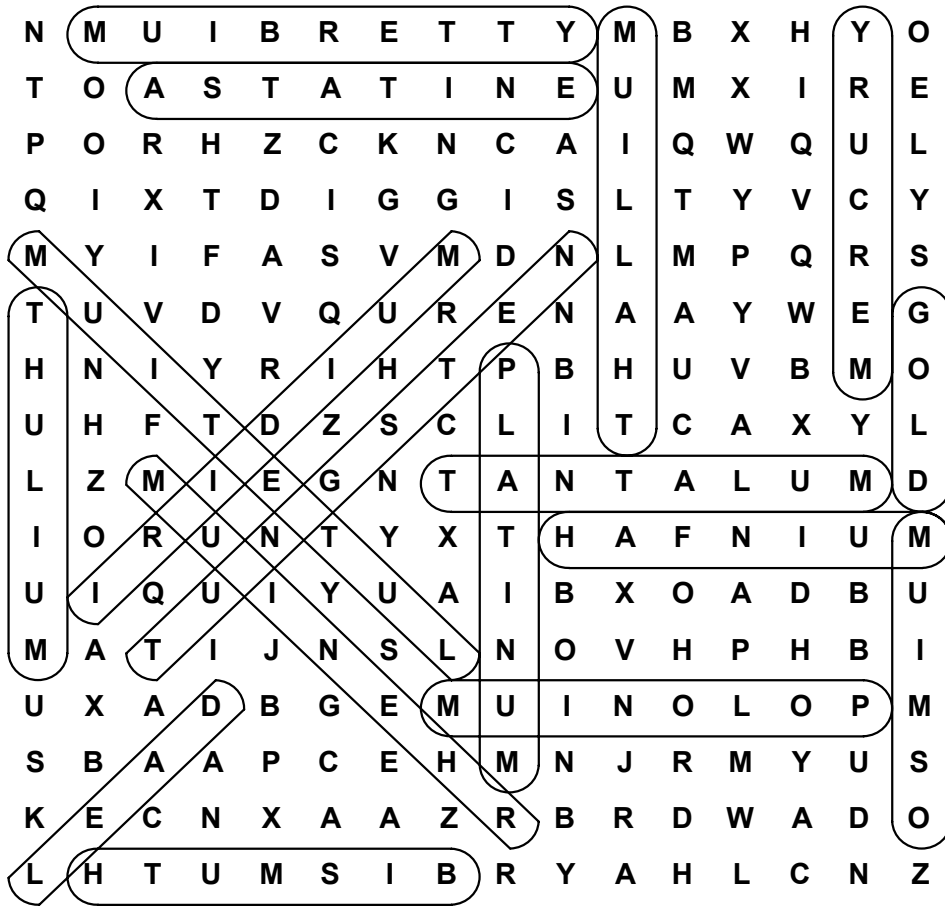 N M U I B R E T T Y M B X H Y O
T O A S T A T I N E U M X I R E
P O R H Z C K N C A I Q W Q U L
Q I X T D I G G I S L T Y V C Y
M Y I F A S V M D N L M P Q R S
T U V D V Q U R E N A A Y W E G
H N I Y R I H T P B H U V B M O
U H F T D Z S C L I T C A X Y L
L Z M I E G N T A N T A L U M D
I O R U N T Y X T H A F N I U M
U I Q U I Y U A I B X O A D B U
M A T I J N S L N O V H P H B I
U X A D B G E M U I N O L O P M
S B A A P C E H M N J R M Y U S
K E C N X A A Z R B R D W A D O
L H T U M S I B R Y A H L C N Z